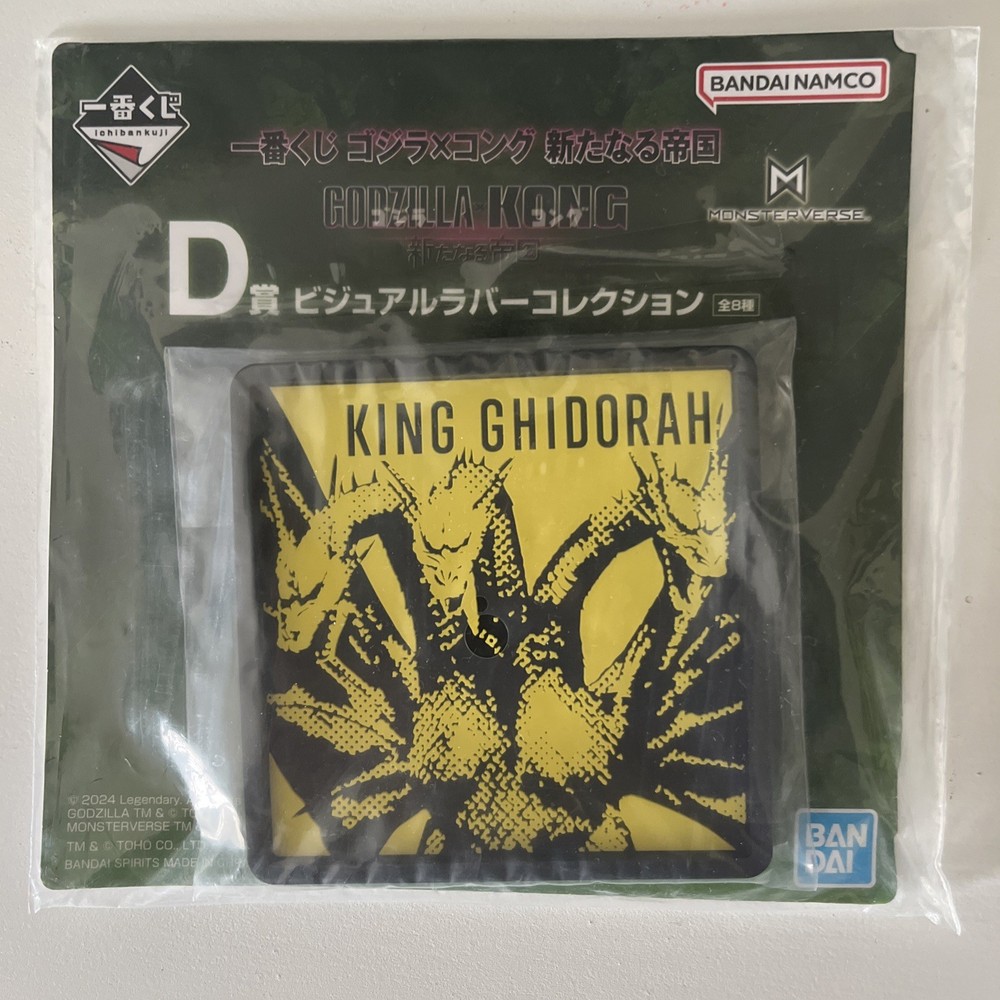 一番くじ
ichibankuji
BANDAI NAMCO
一番くじ ゴジラ×コング 新たなる帝国
GODZILLA KONG
ゴジラ コング
新たなる帝国
MONSTERVERSE
D賞 ビジュアルラバーコレクション 全8種
KING GHIDORAH
© 2024 Legendary.
GODZILLA TM & ©
MONSTERVERSE TM
TM & © TOHO CO., LTD
BANDAI SPIRITS MADE IN
BAN
DAI